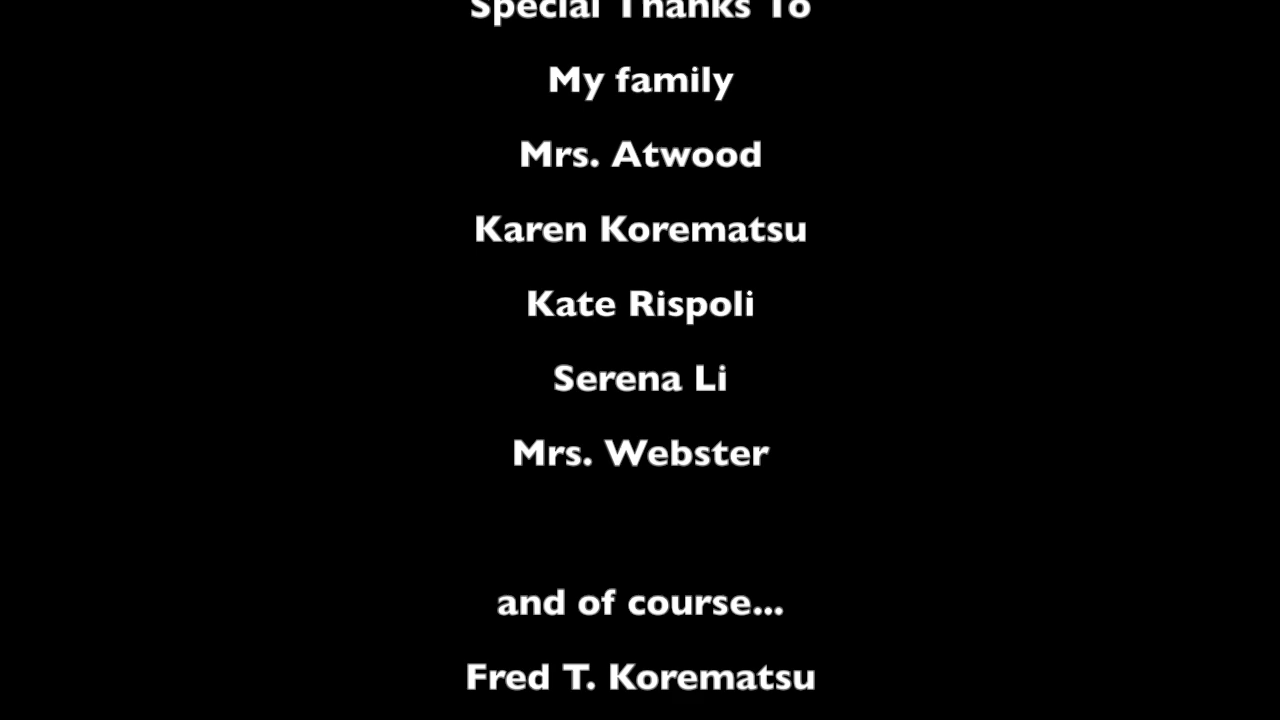 Special Thanks To
My family
Mrs. Atwood
Karen Korematsu
Kate Rispoli
Serena Li
Mrs. Webster
and of course...
Fred T. Korematsu